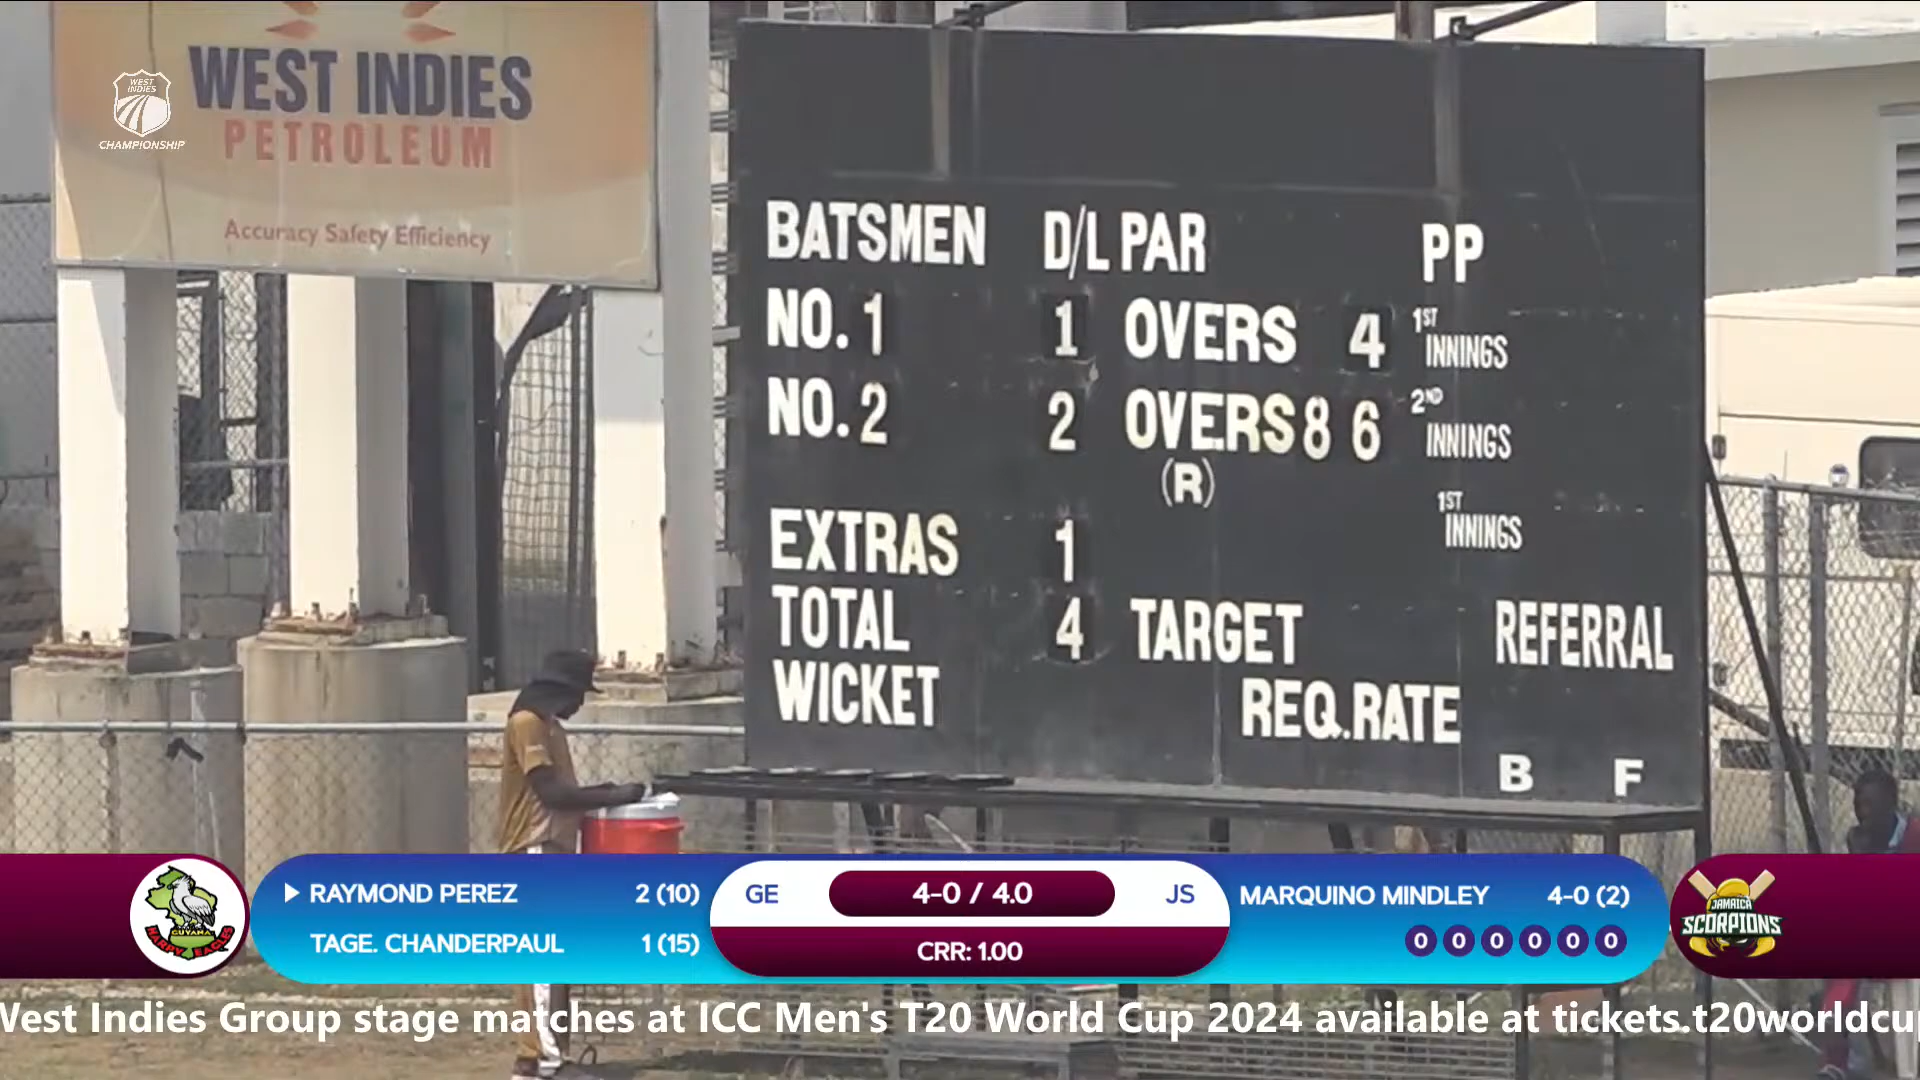 WEST INDIES
PETROLEUM
Accuracy Safety Efficiency
WEST
INDIES
CHAMPIONSHIP
BATSMEN D/L PAR PP
NO. 1 1 OVERS 4 1ST INNINGS
NO. 2 2 OVERS 8 6 2ND INNINGS
(R)
1ST INNINGS
EXTRAS 1
TOTAL 4 TARGET REFERRAL
WICKET REQ.RATE
B F
GUYANA
HARPY EAGLES
RAYMOND PEREZ 2 (10)
TAGE. CHANDERPAUL 1 (15)
GE 4-0 / 4.0 JS
CRR: 1.00
MARQUINO MINDLEY 4-0 (2)
0 0 0 0 0 0
JAMAICA
SCORPIONS
West Indies Group stage matches at ICC Men's T20 World Cup 2024 available at tickets.t20worldcu